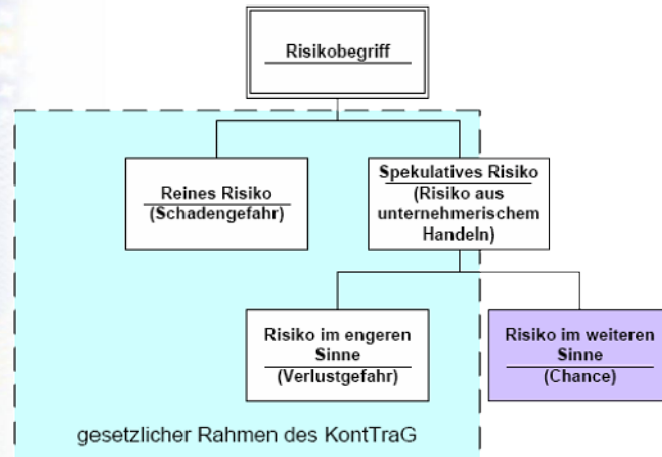 Risikobegriff
Reines Risiko
(Schadengefahr)
Spekulatives Risiko
(Risiko aus
unternehmerischem
Handeln)
Risiko im engeren
Sinne
(Verlustgefahr)
Risiko im weiteren
Sinne
(Chance)
gesetzlicher Rahmen des KontTraG